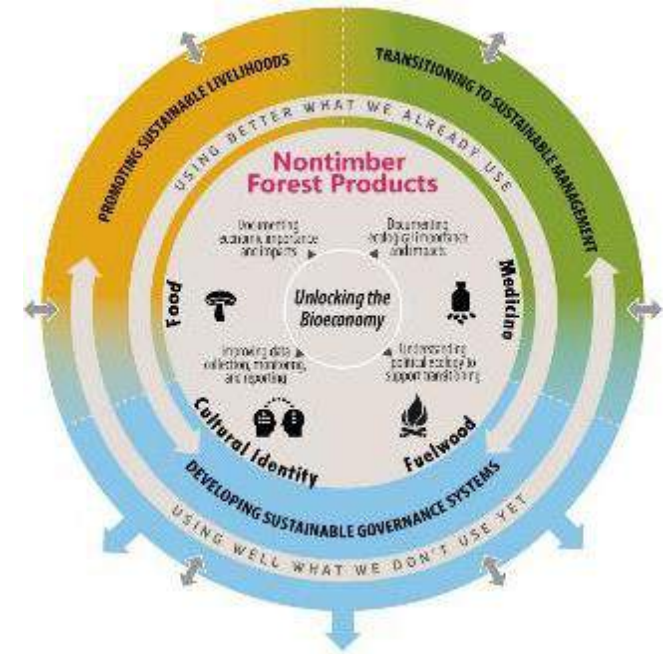 PROMOTING SUSTAINABLE LIVELIHOODS
TRANSITIONING TO SUSTAINABLE MANAGEMENT
USING BETTER WHAT WE ALREADY USE
Nontimber
Forest Products
Documenting
economic importance
and impacts
Documenting
ecological importance
and impacts
Food
Medicine
Unlocking the
Bioeconomy
Improving data
collection, monitoring,
and reporting
Understanding
political ecology to
support transitioning
Cultural Identity
Fuelwood
DEVELOPING SUSTAINABLE GOVERNANCE SYSTEMS
USING WELL WHAT WE DON'T USE YET